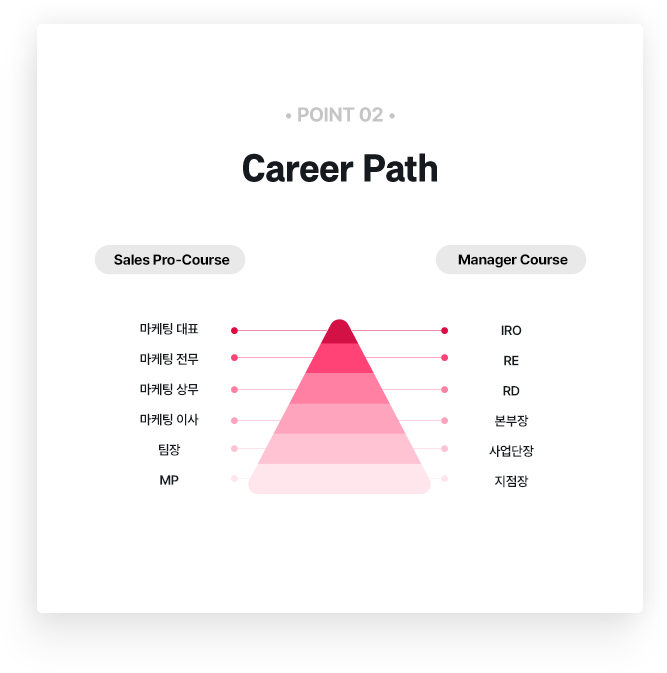 • POINT 02 •
Career Path
Sales Pro-Course
Manager Course
마케팅 대표
IRO
마케팅 전무
RE
마케팅 상무
RD
마케팅 이사
본부장
팀장
사업단장
MP
지점장